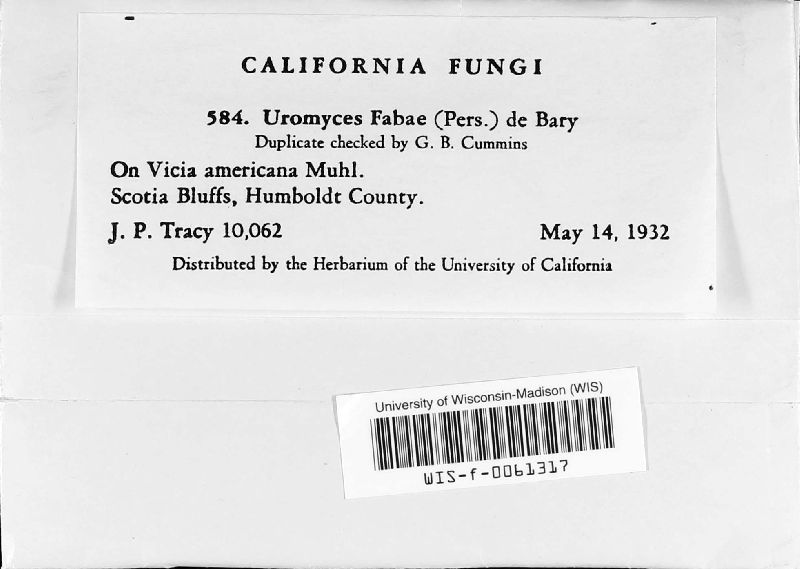 CALIFORNIA FUNGI
584. Uromyces Fabae (Pers.) de Bary
Duplicate checked by G. B. Cummins
On Vicia americana Muhl.
Scotia Bluffs, Humboldt County.
J. P. Tracy 10,062 May 14, 1932
Distributed by the Herbarium of the University of California
University of Wisconsin-Madison (WIS)
WIS-f-0061317